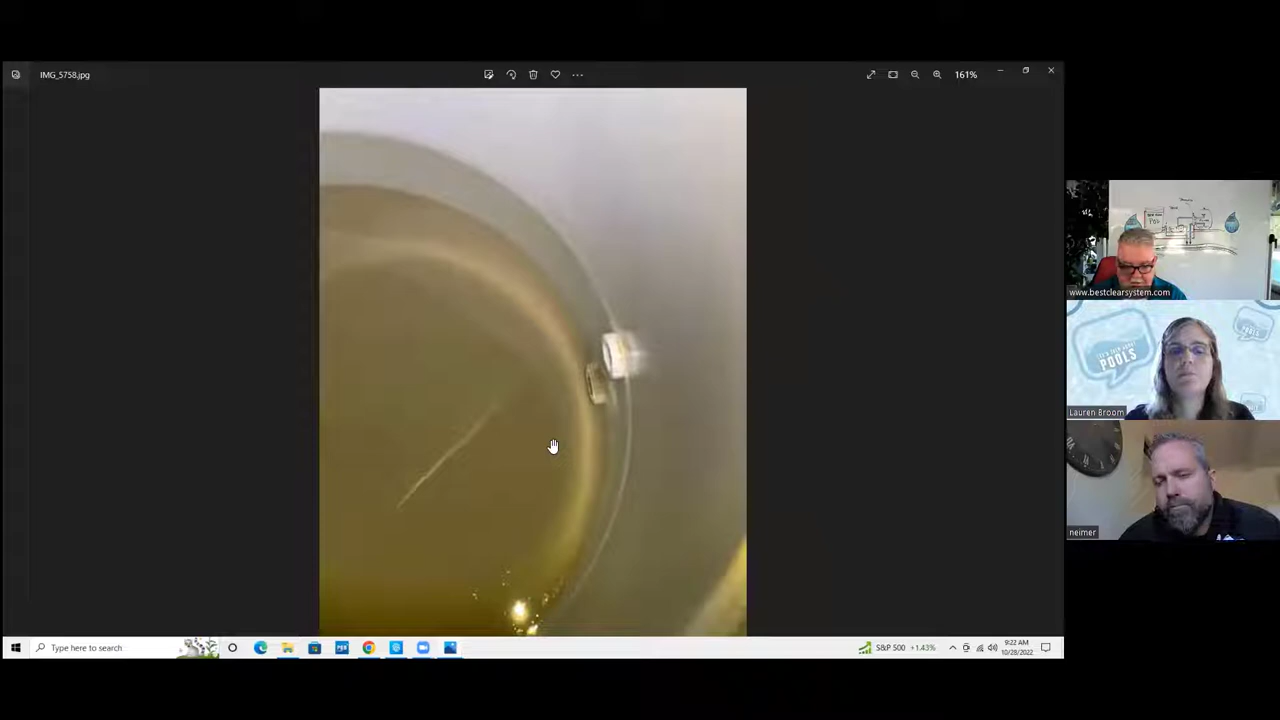 IMG_5758.jpg
161%
www.bestclearsystem.com
POOLS
Lauren Broom
neimer
Type here to search
S&P 500 +1.43%
9:22 AM
10/28/2022